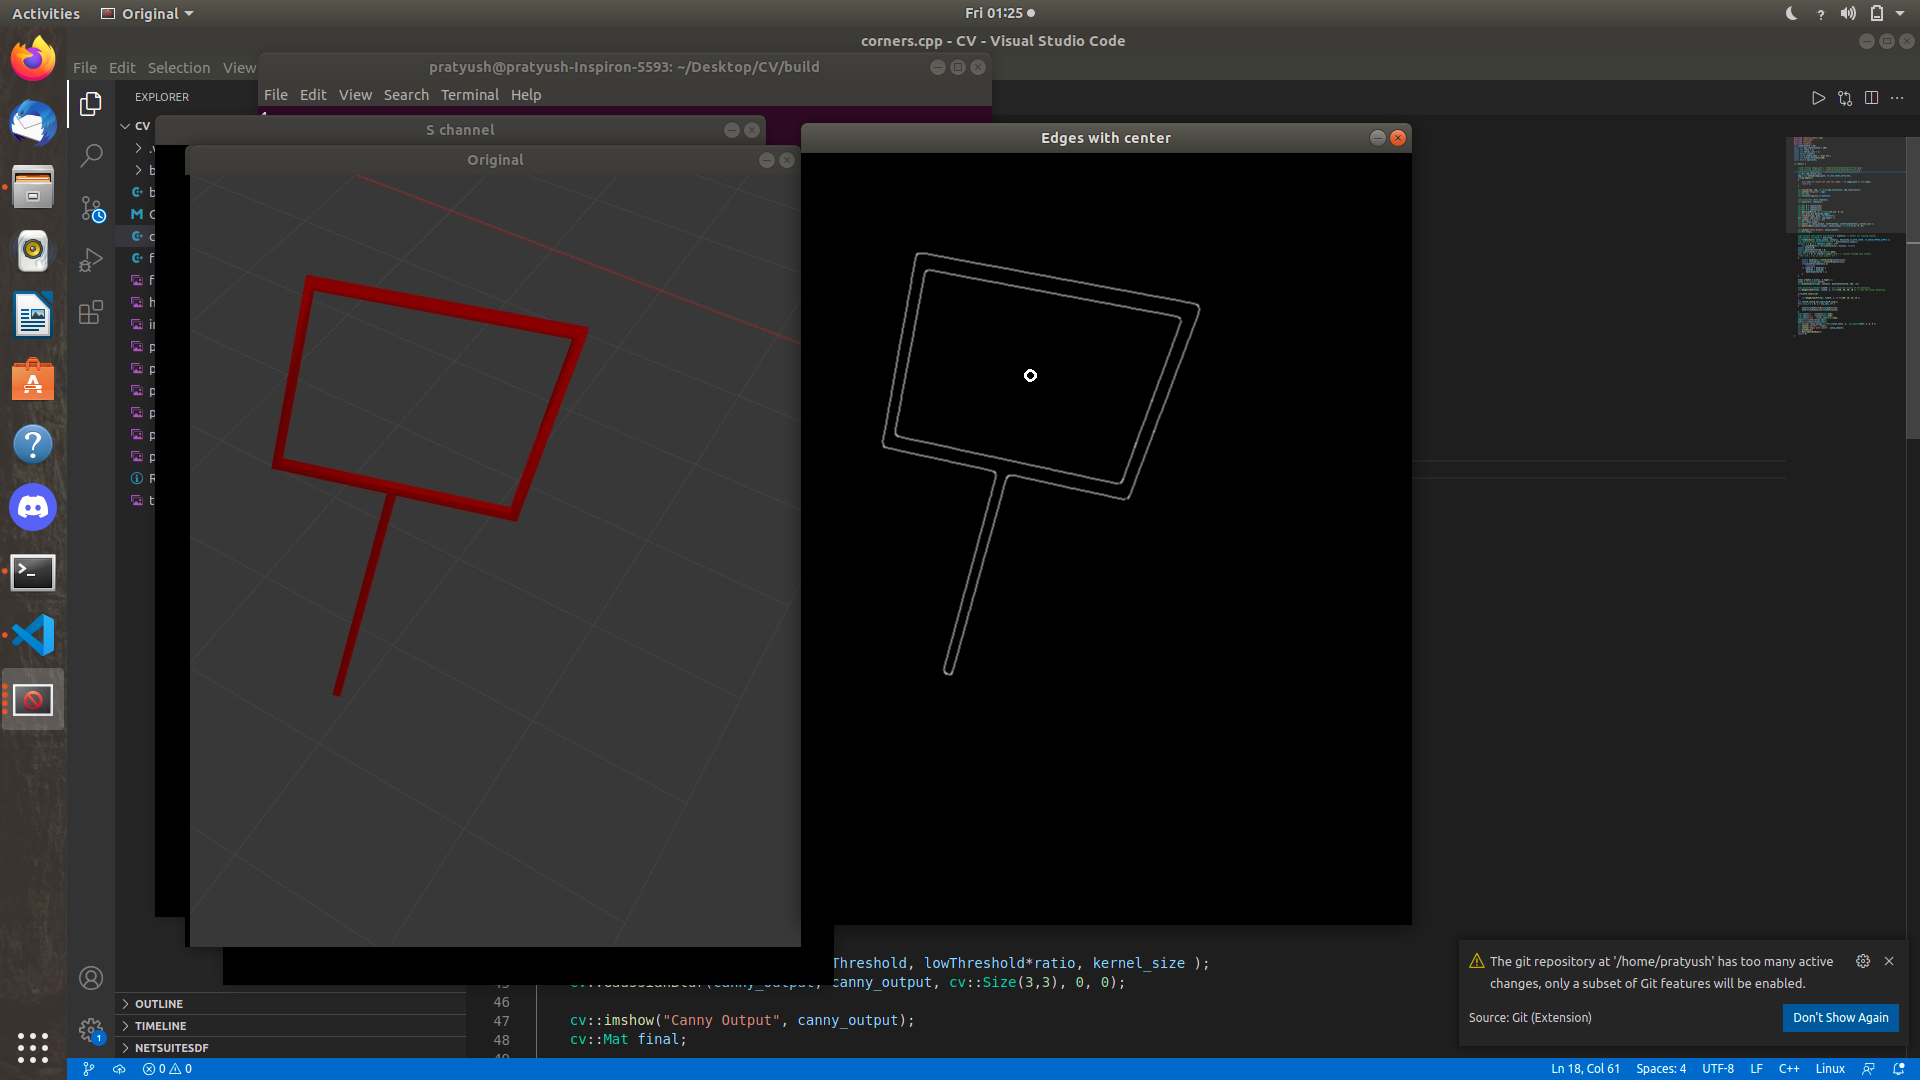 Activities
Original
Fri 01:25
corners.cpp - CV - Visual Studio Code
File Edit Selection View
pratyush@pratyush-Inspiron-5593: ~/Desktop/CV/build
File Edit View Search Terminal Help
EXPLORER
CV
S channel
Original
Edges with center
OUTLINE
TIMELINE
NETSUITESDF
Threshold, lowThreshold*ratio, kernel_size );
canny_output, cv::Size(3,3), 0, 0);
46
47 cv::imshow("Canny Output", canny_output);
48 cv::Mat final;
The git repository at '/home/pratyush' has too many active
changes, only a subset of Git features will be enabled.
Source: Git (Extension)
Don't Show Again
0 0
Ln 18, Col 61 Spaces: 4 UTF-8 LF C++ Linux